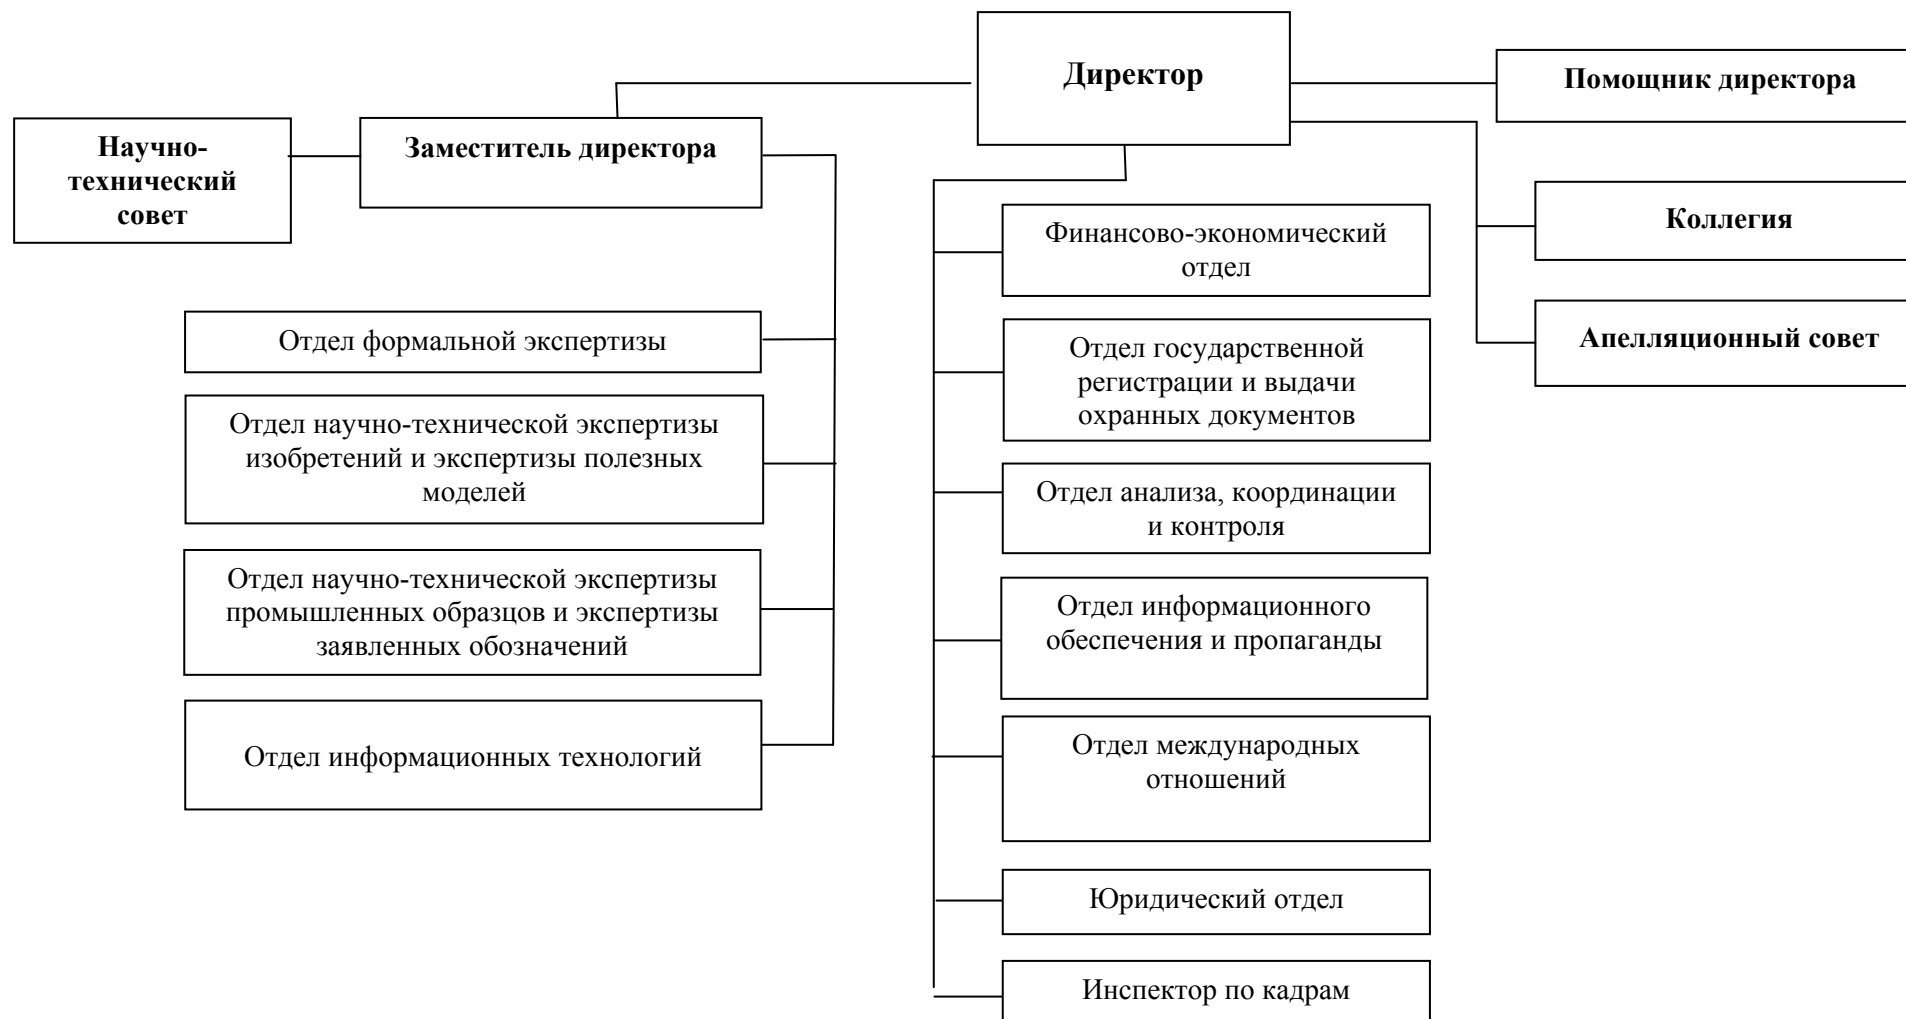 Директор
Помощник директора
Научно-
технический
совет
Заместитель директора
Коллегия
Апелляционный совет
Финансово-экономический
отдел
Отдел государственной
регистрации и выдачи
охранных документов
Отдел анализа, координации
и контроля
Отдел информационного
обеспечения и пропаганды
Отдел международных
отношений
Юридический отдел
Инспектор по кадрам
Отдел формальной экспертизы
Отдел научно-технической экспертизы
изобретений и экспертизы полезных
моделей
Отдел научно-технической экспертизы
промышленных образцов и экспертизы
заявленных обозначений
Отдел информационных технологий